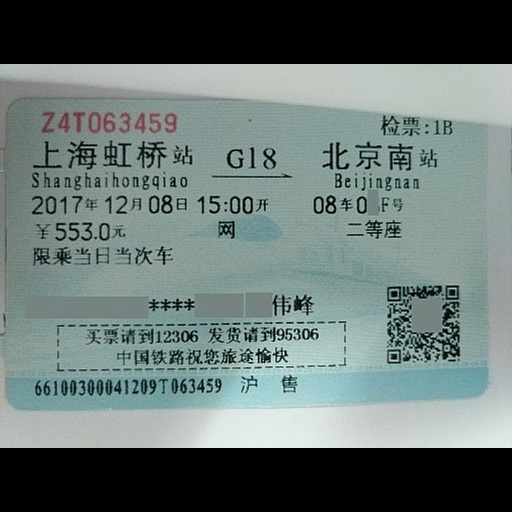 Z4T063459 检票:1B
上海虹桥站 G18 北京南站
Shanghaihongqiao Beijingnan
2017年12月08日15:00开 08车0 F号
￥553.0元 网 二等座
限乘当日当次车
****伟峰
买票请到12306 发货请到95306
中国铁路祝您旅途愉快
66100300041209T063459 沪售